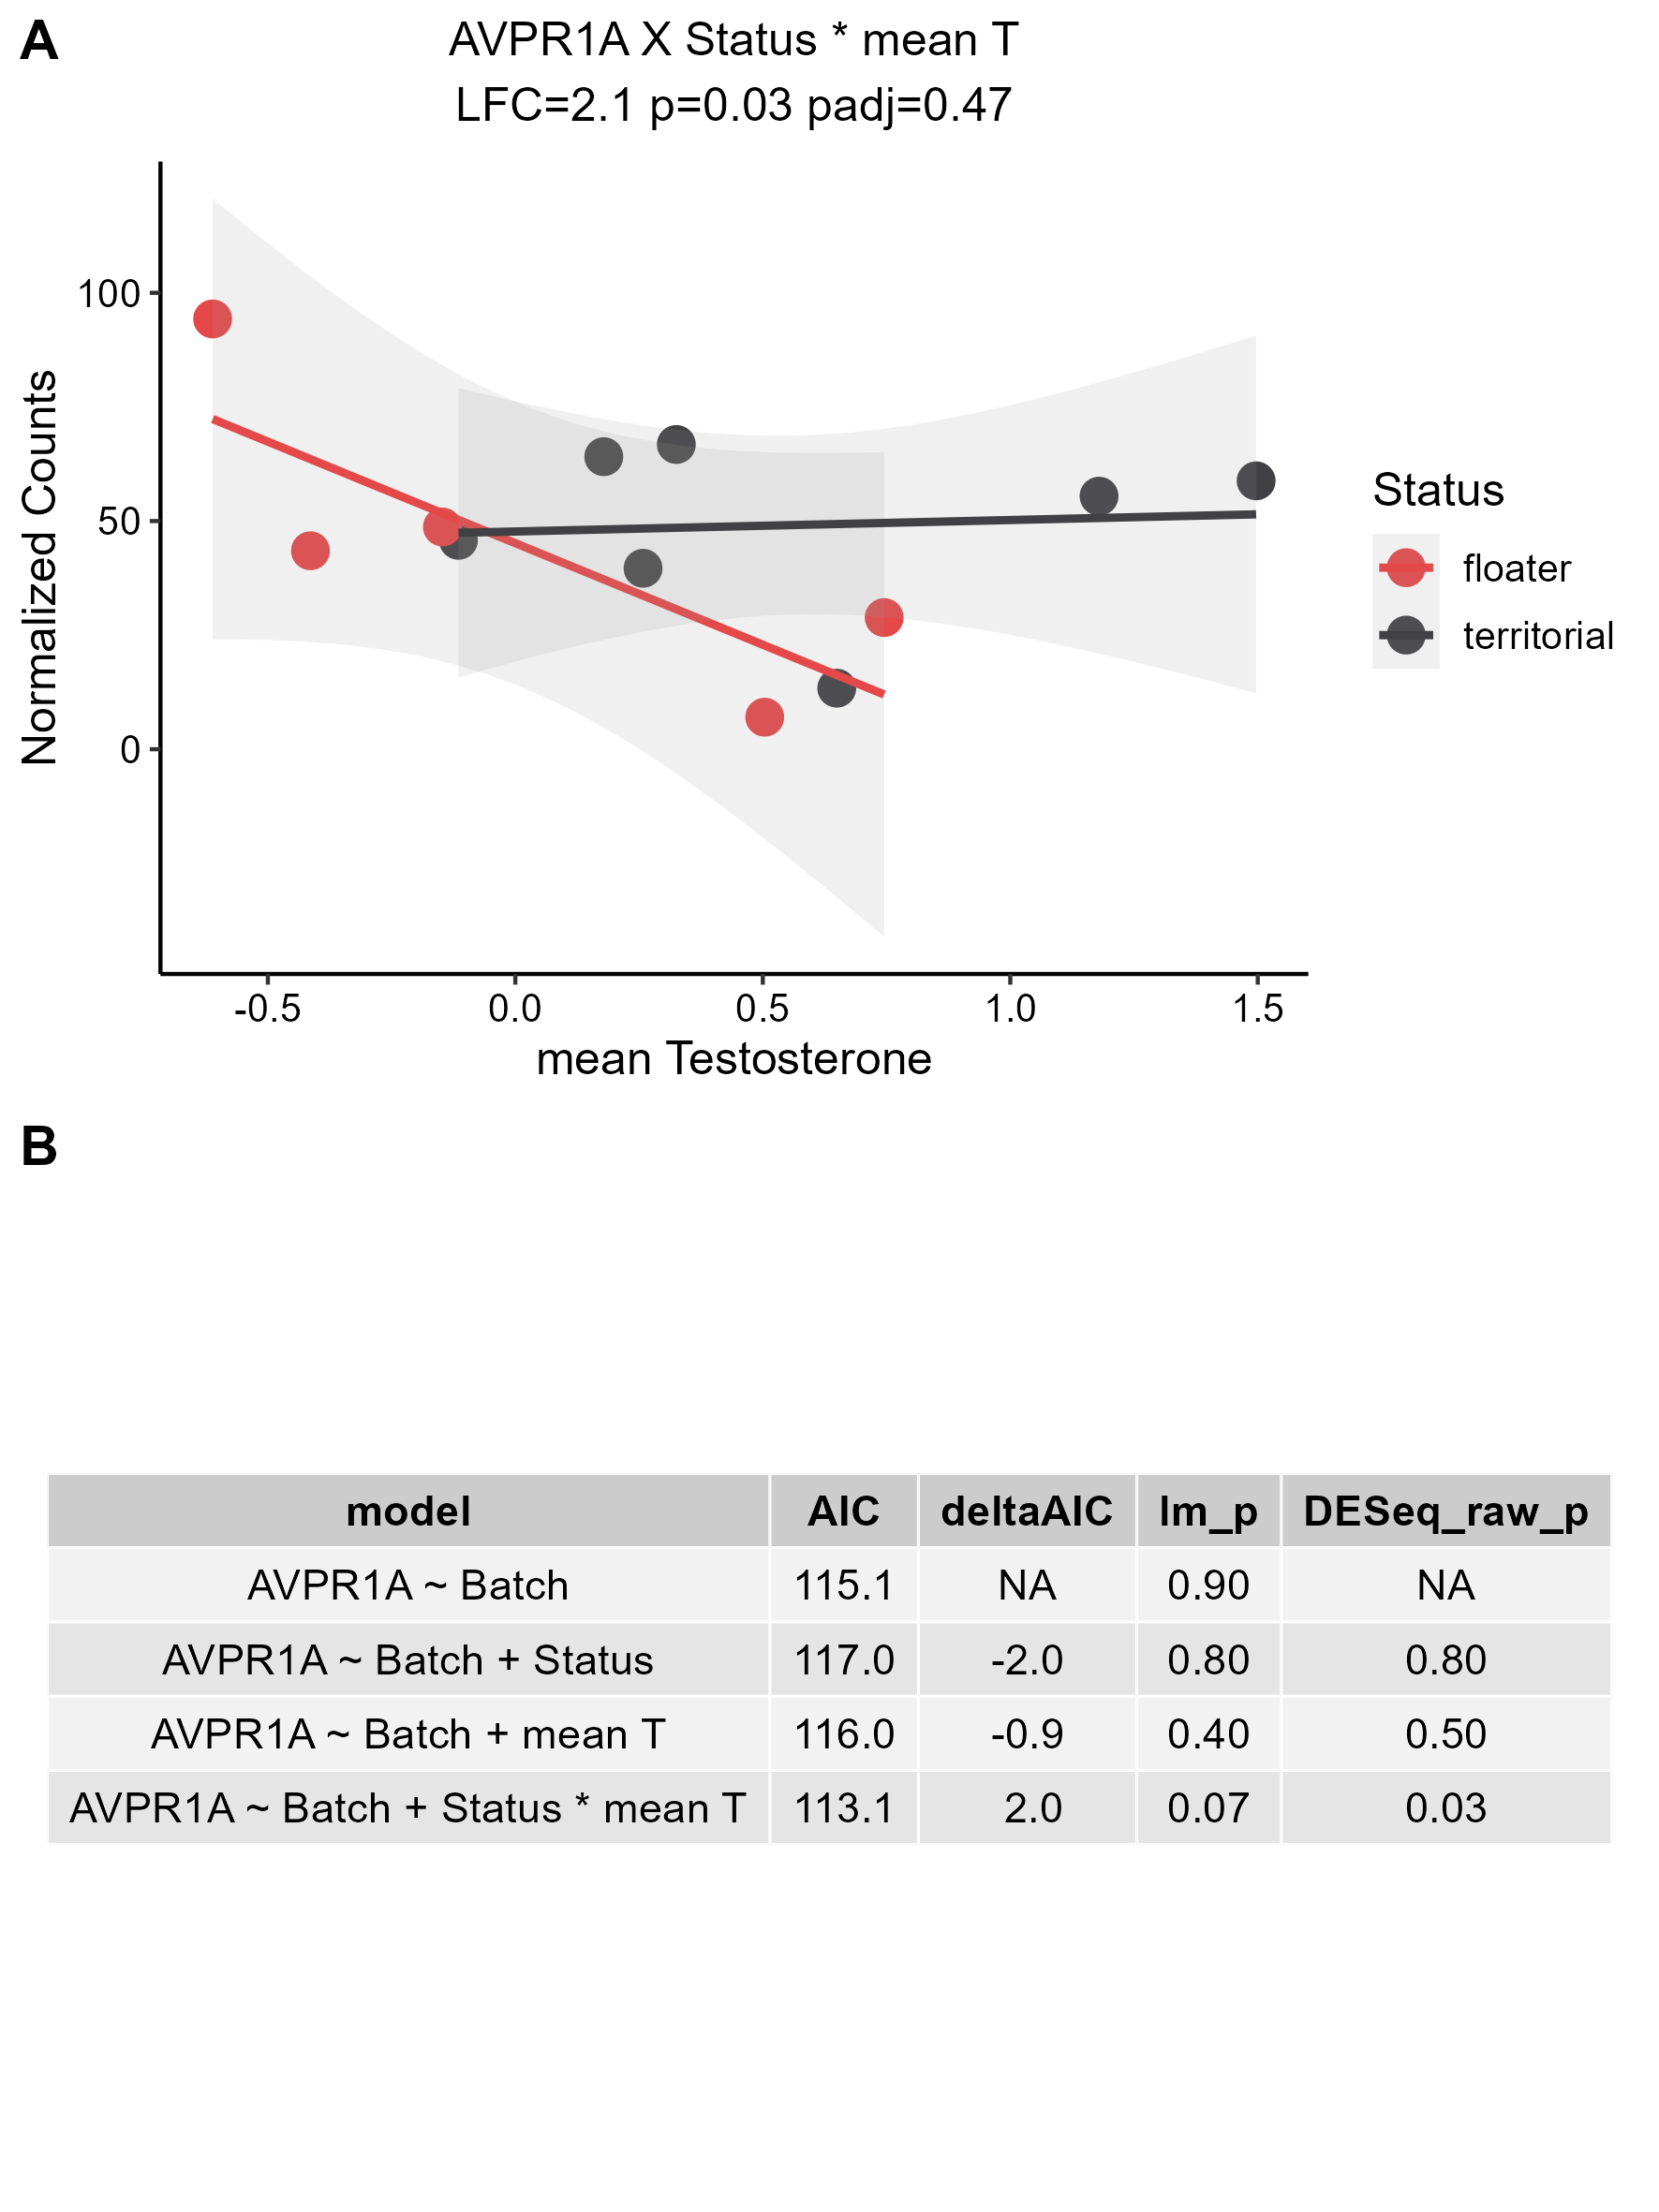 A
AVPR1A X Status * mean T
LFC=2.1 p=0.03 padj=0.47
Normalized Counts
100
50
0
-0.5 0.0 0.5 1.0 1.5
mean Testosterone
Status
floater
territorial
B
model AIC deltaAIC lm_p DESeq_raw_p
AVPR1A ~ Batch 115.1 NA 0.90 NA
AVPR1A ~ Batch + Status 117.0 -2.0 0.80 0.80
AVPR1A ~ Batch + mean T 116.0 -0.9 0.40 0.50
AVPR1A ~ Batch + Status * mean T 113.1 2.0 0.07 0.03